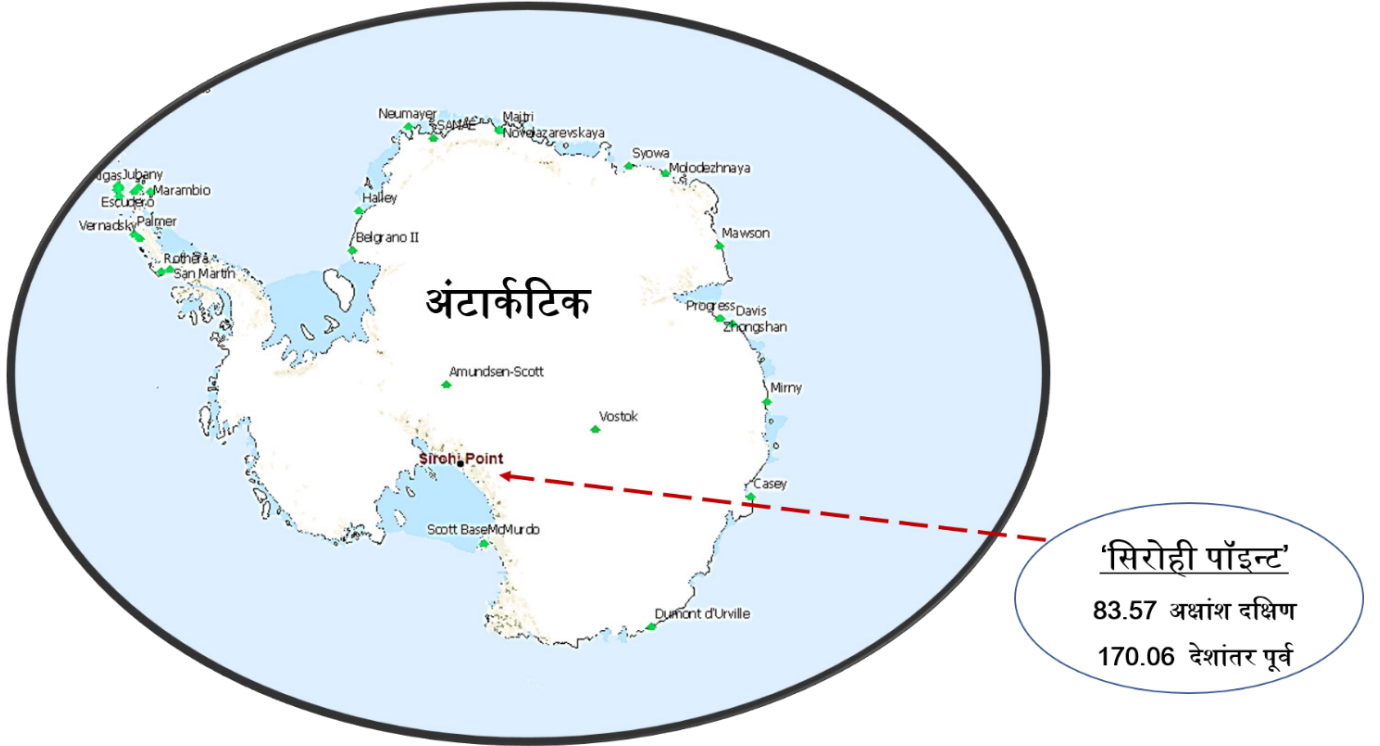 Neumayer
SANAE
Maitri
Novolazarevskaya
Syowa
Molodezhnaya
Jubany
Marambio
Escudero
Halley
Vernadsky
Palmer
Mawson
Belgrano II
Rothera
San Martín
अंटार्कटिक
Progress
Davis
Zhongshan
Amundsen-Scott
Mirny
Vostok
Sirohi Point
Casey
Scott Base
McMurdo
Dumont d'Urville
‘सिरोही पॉइन्ट’
83.57 अक्षांश दक्षिण
170.06 देशांतर पूर्व